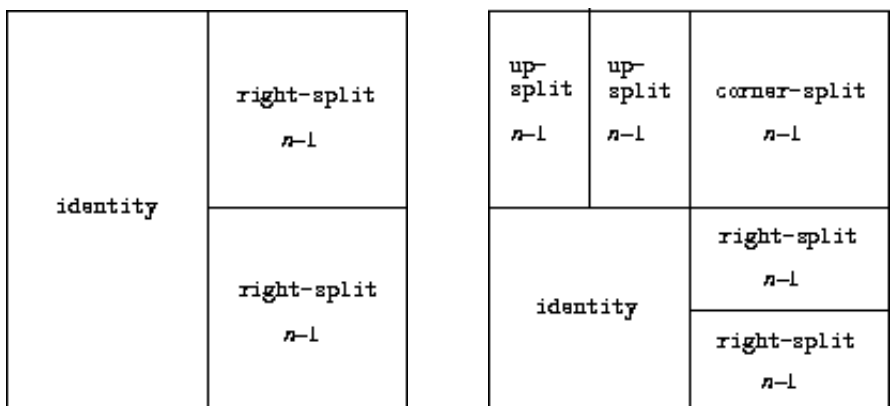 right-split
n–1
identity
right-split
n–1
up-
split
n–1
up-
split
n–1
corner-split
n–1
identity
right-split
n–1
right-split
n–1